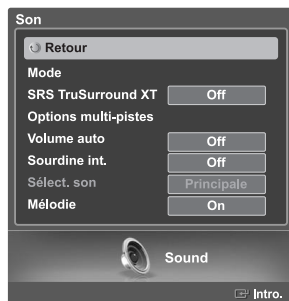 Son
Retour
Mode
SRS TruSurround XT Off
Options multi-pistes
Volume auto Off
Sourdine int. Off
Sélect. son Principale
Mélodie On
Sound
Intro.